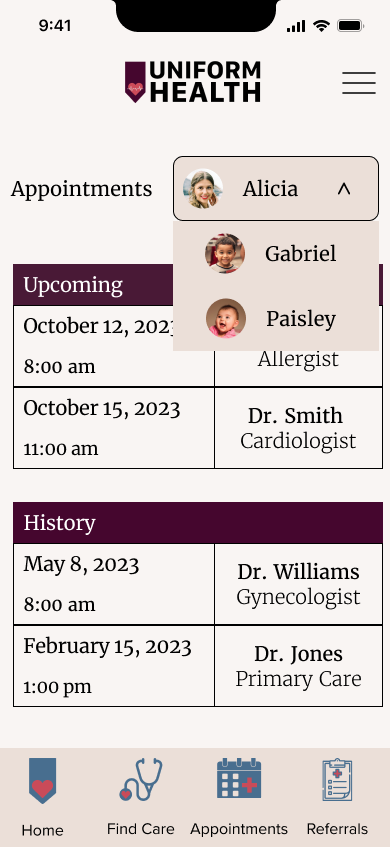 9:41
UNIFORM
HEALTH
Appointments
Alicia
Gabriel
Paisley
Upcoming
October 12, 2023
8:00 am
Allergist
October 15, 2023
11:00 am
Dr. Smith
Cardiologist
History
May 8, 2023
8:00 am
Dr. Williams
Gynecologist
February 15, 2023
1:00 pm
Dr. Jones
Primary Care
Home
Find Care
Appointments
Referrals